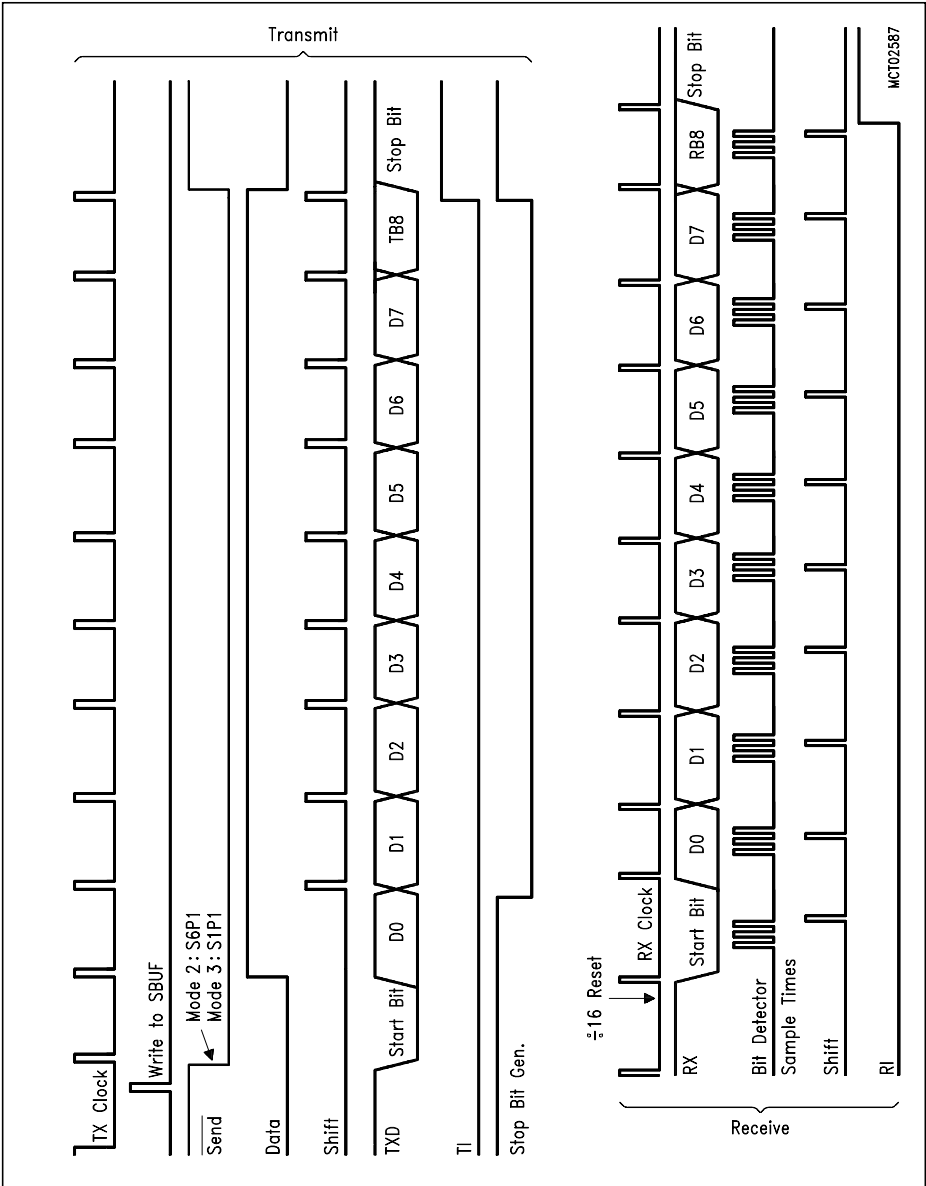 Transmit
TX Clock
Write to SBUF
Mode 2 : S6P1
Mode 3 : S1P1
Send
Data
Shift
TXD
Start Bit
D0
D1
D2
D3
D4
D5
D6
D7
TB8
Stop Bit
TI
Stop Bit Gen.
÷16 Reset
RX Clock
RX
Start Bit
D0
D1
D2
D3
D4
D5
D6
D7
RB8
Stop Bit
Bit Detector
Sample Times
Shift
RI
Receive
MCT02587